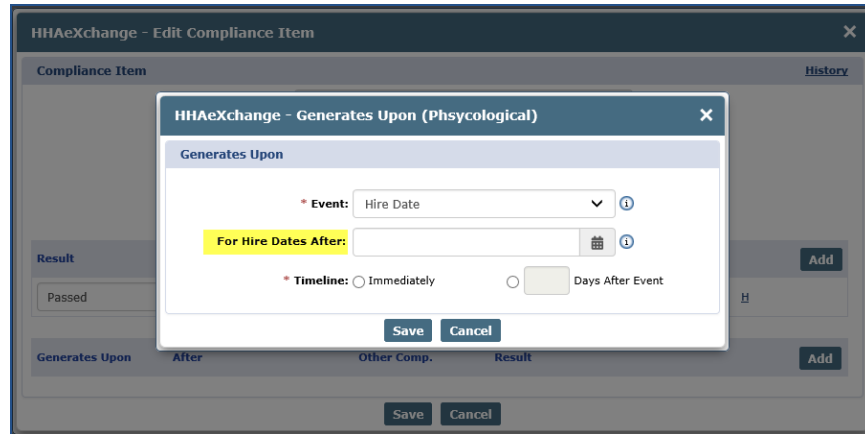 HHAeXchange - Edit Compliance Item
Compliance Item History
HHAeXchange - Generates Upon (Phsycological)
Generates Upon
* Event: Hire Date
For Hire Dates After:
* Timeline: Immediately Days After Event
Save Cancel
Result Add
Passed H
Generates Upon After Other Comp. Result Add
Save Cancel